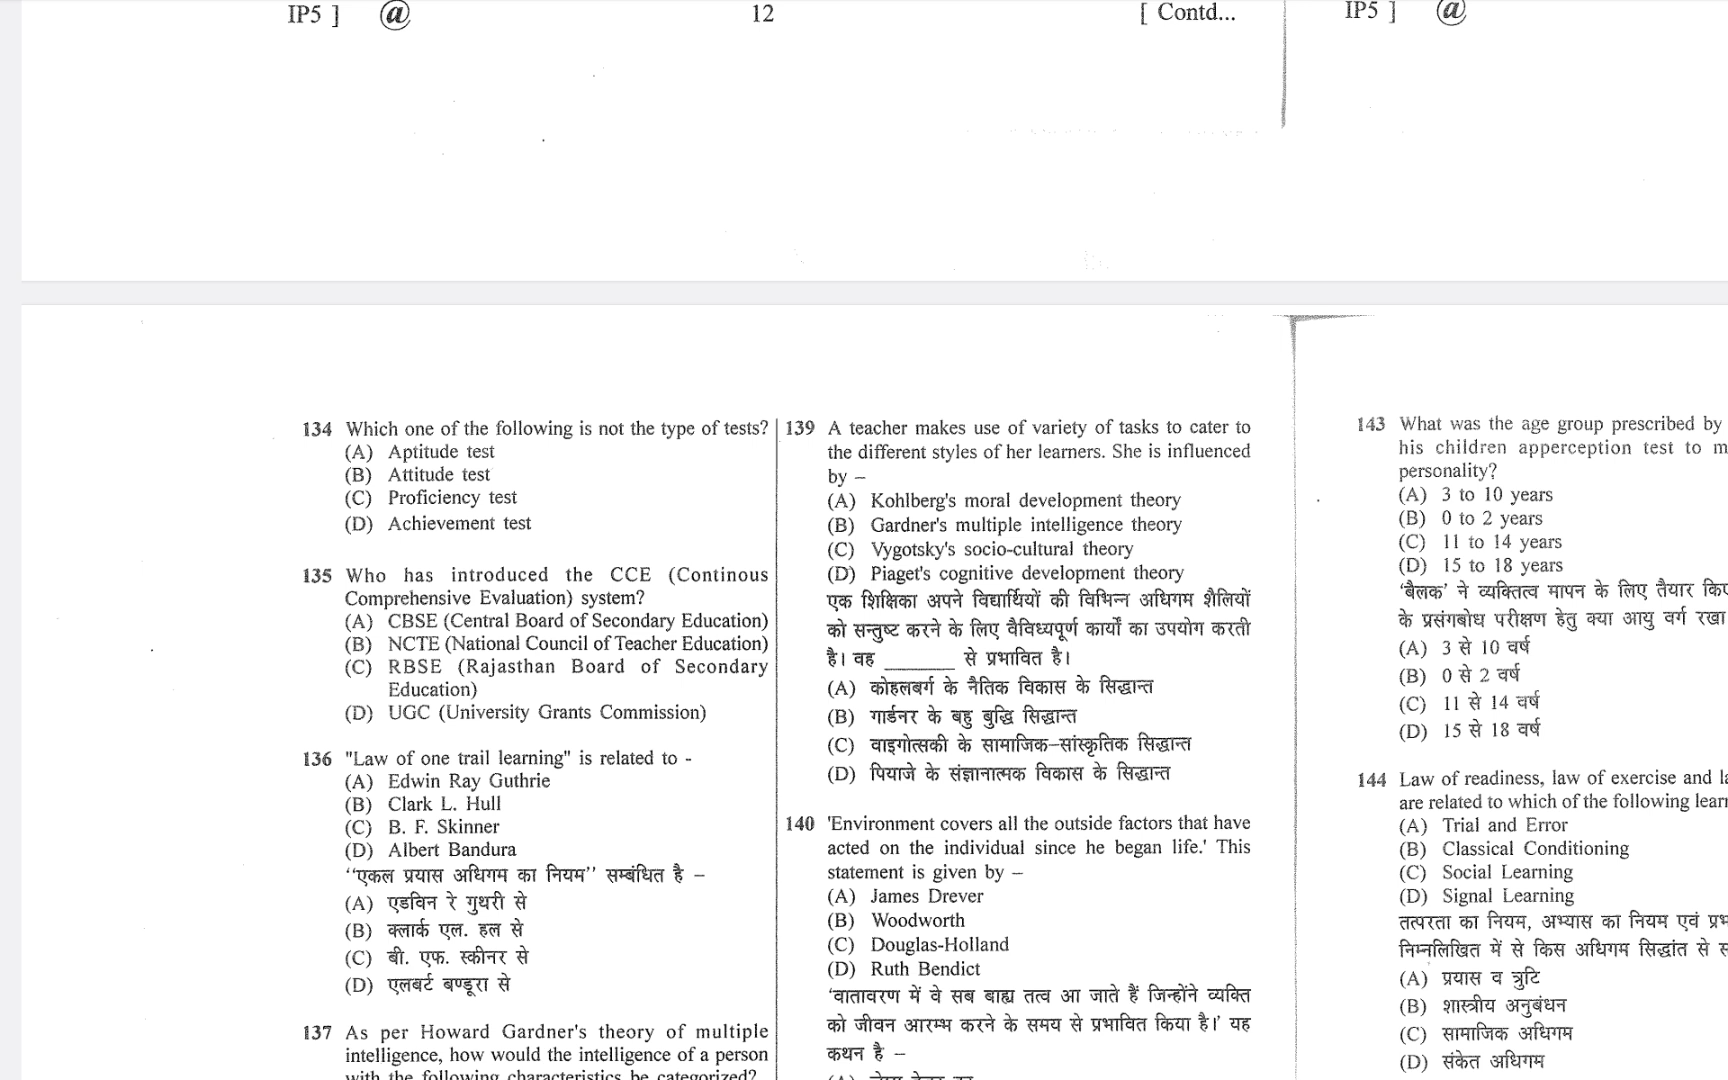 IP5 ] @ 12 [ Contd...
IP5 ] @
134 Which one of the following is not the type of tests?
(A) Aptitude test
(B) Attitude test
(C) Proficiency test
(D) Achievement test
135 Who has introduced the CCE (Continous
Comprehensive Evaluation) system?
(A) CBSE (Central Board of Secondary Education)
(B) NCTE (National Council of Teacher Education)
(C) RBSE (Rajasthan Board of Secondary
Education)
(D) UGC (University Grants Commission)
136 "Law of one trail learning" is related to -
(A) Edwin Ray Guthrie
(B) Clark L. Hull
(C) B. F. Skinner
(D) Albert Bandura
‘‘एकल प्रयास अधिगम का नियम’’ सम्बंधित है –
(A) एडविन रे गुथरी से
(B) क्लार्क एल. हल से
(C) बी. एफ. स्कीनर से
(D) एलबर्ट बण्डूरा से
137 As per Howard Gardner's theory of multiple
intelligence, how would the intelligence of a person
with the following characteristics be categorized?
139 A teacher makes use of variety of tasks to cater to
the different styles of her learners. She is influenced
by –
(A) Kohlberg's moral development theory
(B) Gardner's multiple intelligence theory
(C) Vygotsky's socio-cultural theory
(D) Piaget's cognitive development theory
एक शिक्षिका अपने विद्यार्थियों की विभिन्न अधिगम शैलियों
को सन्तुष्ट करने के लिए वैविध्यपूर्ण कार्यों का उपयोग करती
है। वह _______ से प्रभावित है।
(A) कोहलबर्ग के नैतिक विकास के सिद्धान्त
(B) गार्डनर के बहु बुद्धि सिद्धान्त
(C) वाइगोत्सकी के सामाजिक–सांस्कृतिक सिद्धान्त
(D) पियाजे के संज्ञानात्मक विकास के सिद्धान्त
140 'Environment covers all the outside factors that have
acted on the individual since he began life.' This
statement is given by –
(A) James Drever
(B) Woodworth
(C) Douglas-Holland
(D) Ruth Bendict
‘वातावरण में वे सब बाह्य तत्व आ जाते हैं जिन्होंने व्यक्ति
को जीवन आरम्भ करने के समय से प्रभावित किया है।’ यह
कथन है –
143 What was the age group prescribed by
his children apperception test to
personality?
(A) 3 to 10 years
(B) 0 to 2 years
(C) 11 to 14 years
(D) 15 to 18 years
‘बैलक’ ने व्यक्तित्व मापन के लिए तैयार
के प्रसंगबोध परीक्षण हेतु क्या आयु वर्ग रखा
(A) 3 से 10 वर्ष
(B) 0 से 2 वर्ष
(C) 11 से 14 वर्ष
(D) 15 से 18 वर्ष
144 Law of readiness, law of exercise and
are related to which of the following
(A) Trial and Error
(B) Classical Conditioning
(C) Social Learning
(D) Signal Learning
तत्परता का नियम, अभ्यास का नियम एवं
निम्नलिखित में से किस अधिगम सिद्धांत से
(A) प्रयास व त्रुटि
(B) शास्त्रीय अनुबंधन
(C) सामाजिक अधिगम
(D) संकेत अधिगम